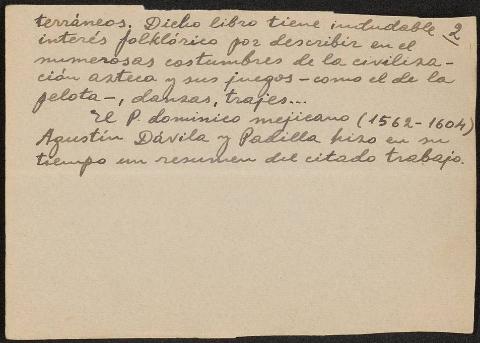 terráneos. Dicho libro tiene indudable 2
interés folklórico por describir en el
numerosas costumbres de la civiliza-
ción azteca y sus juegos - como el de la
pelota -, danzas, trajes...
El P. dominico mejicano (1562-1604)
Agustín Dávila y Padilla hizo en su
tiempo un resumen del citado trabajo.